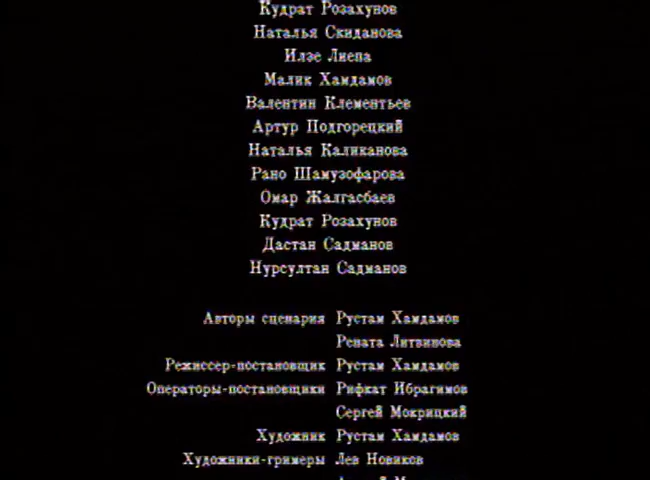 Кудрат Розахунов
Наталья Скиданова
Илзе Лиепа
Малик Хамдамов
Валентин Клементьев
Артур Подгорецкий
Наталья Каликанова
Рано Шамузофарова
Омар Жалгасбаев
Кудрат Розахунов
Дастан Садманов
Нурсултан Садманов
Авторы сценария Рустам Хамдамов
Рената Литвинова
Режиссер-постановщик Рустам Хамдамов
Операторы-постановщики Рифкат Ибрагимов
Сергей Мокрицкий
Художник Рустам Хамдамов
Художники-гримеры Лев Новиков